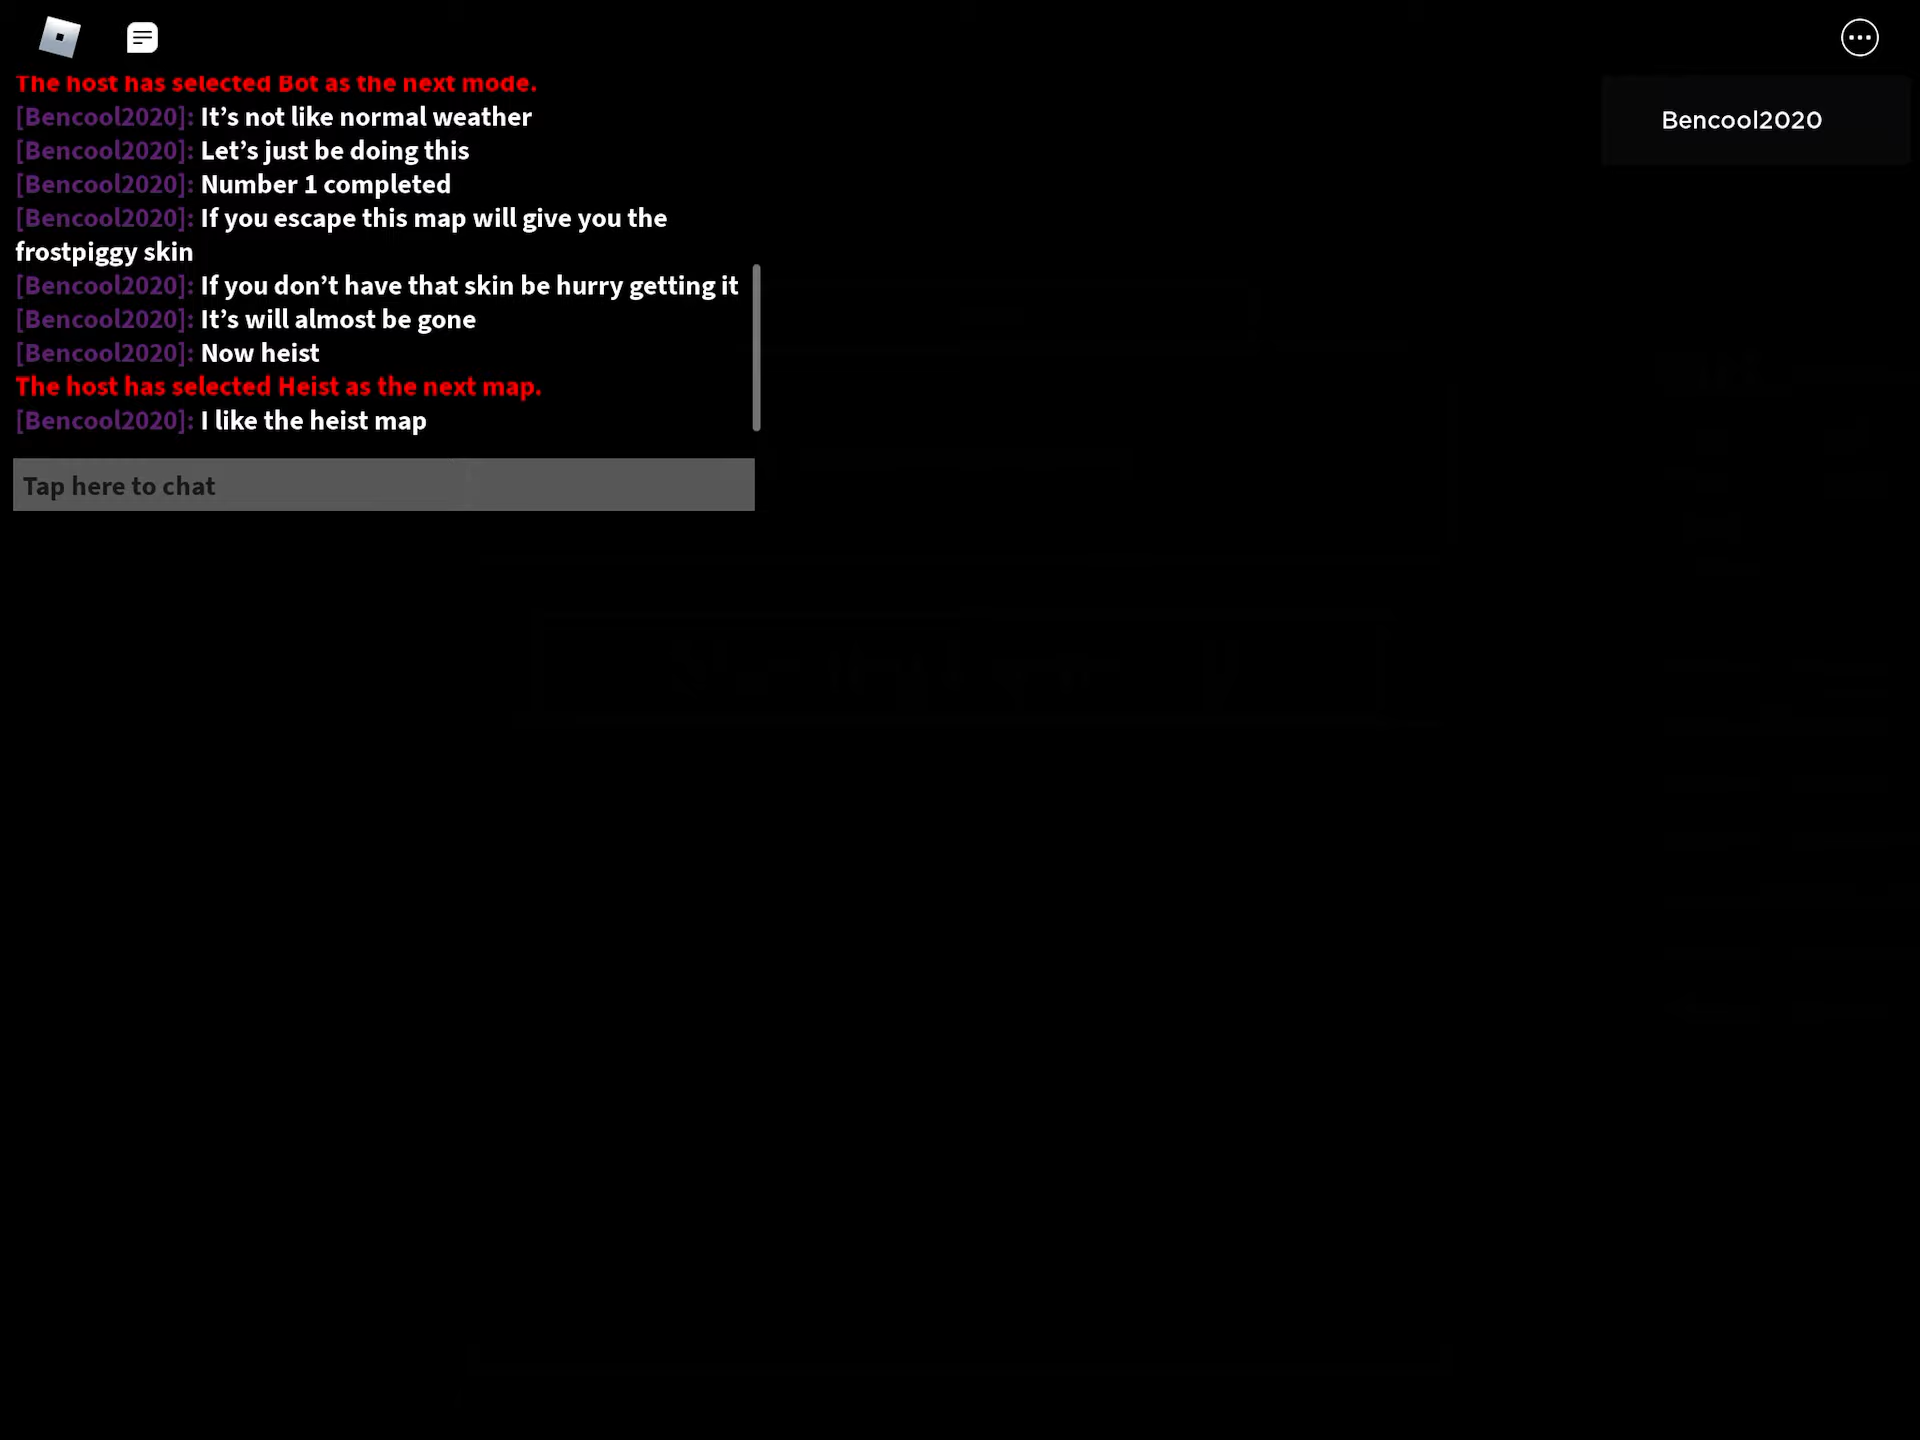 The host has selected Bot as the next mode.
Bencool2020
[Bencool2020]: It’s not like normal weather
[Bencool2020]: Let’s just be doing this
[Bencool2020]: Number 1 completed
[Bencool2020]: If you escape this map will give you the
frostpiggy skin
[Bencool2020]: If you don’t have that skin be hurry getting it
[Bencool2020]: It’s will almost be gone
[Bencool2020]: Now heist
The host has selected Heist as the next map.
[Bencool2020]: I like the heist map
Tap here to chat